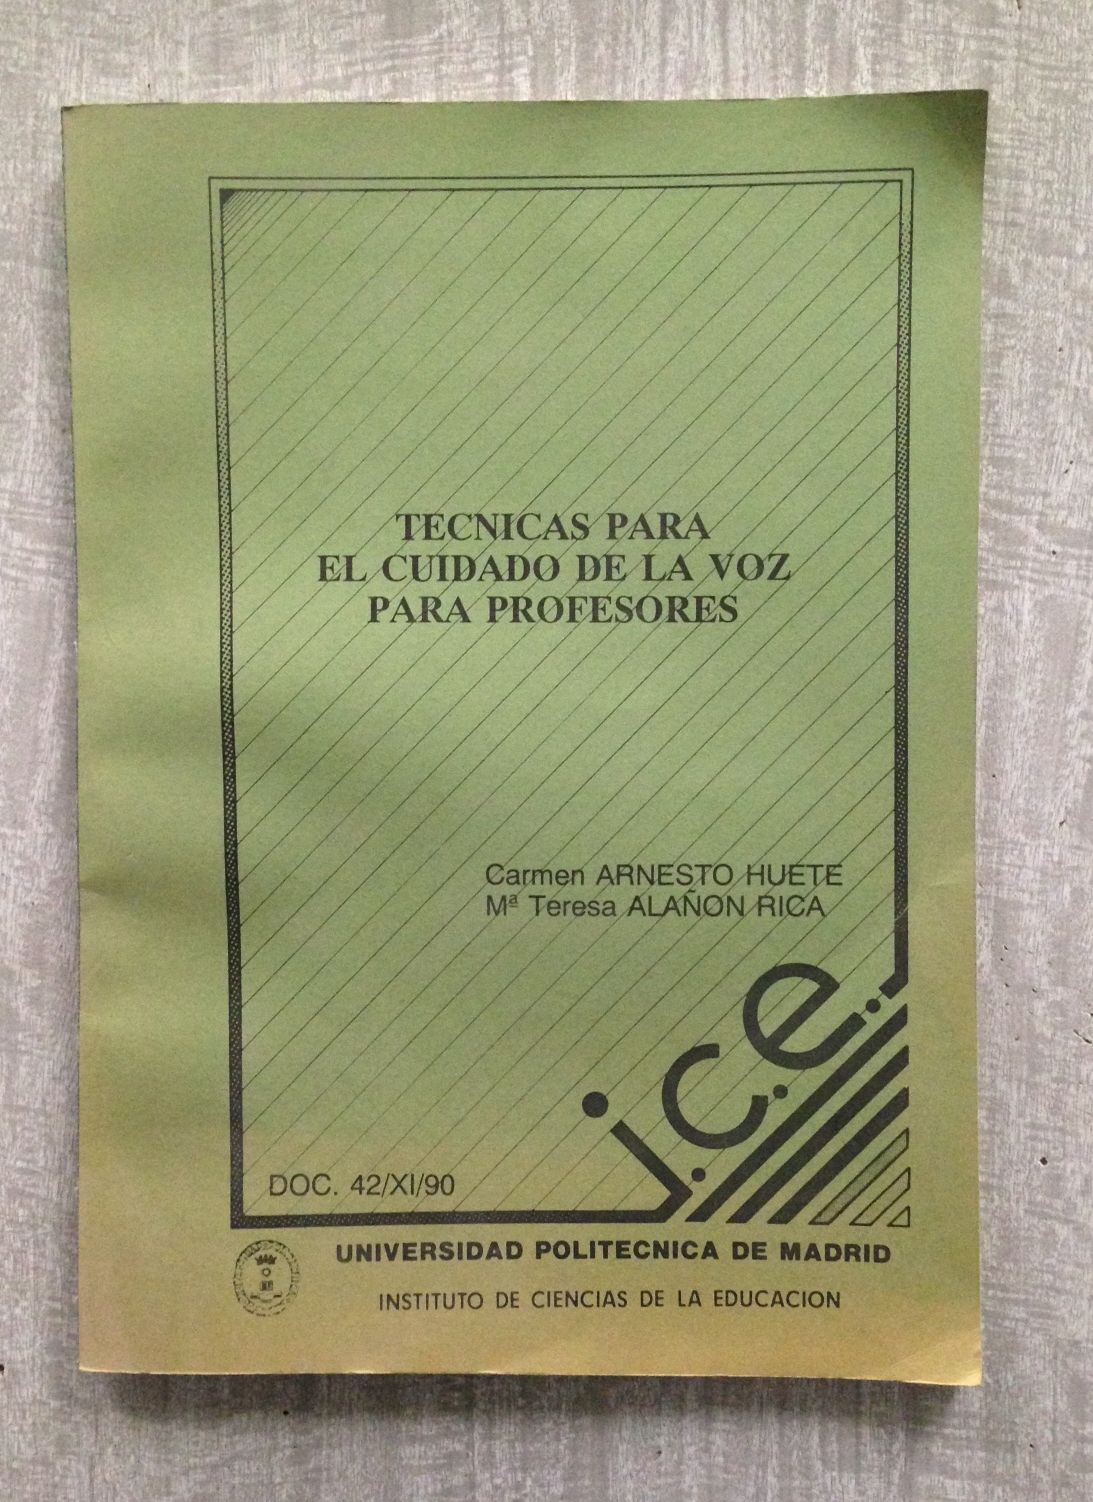 TECNICAS PARA
EL CUIDADO DE LA VOZ
PARA PROFESORES
Carmen ARNESTO HUETE
Mª Teresa ALAÑON RICA
i.c.e.
DOC. 42/XI/90
UNIVERSIDAD POLITECNICA DE MADRID
INSTITUTO DE CIENCIAS DE LA EDUCACION